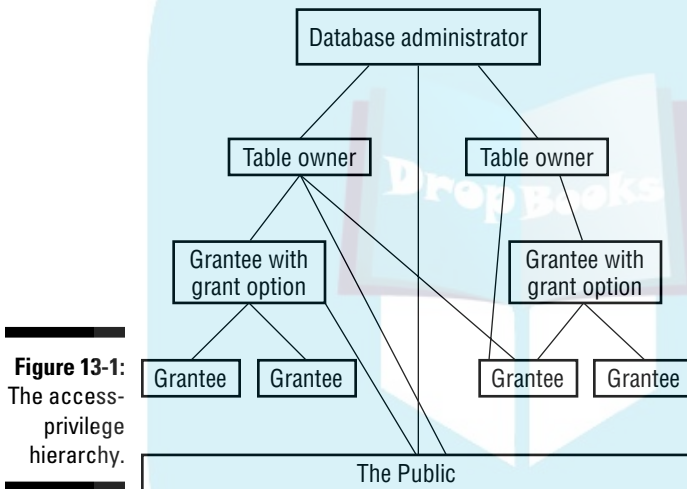 Database administrator
Table owner
Table owner
DropBooks
Grantee with
grant option
Grantee with
grant option
Figure 13-1:
The access-
privilege
hierarchy.
Grantee
Grantee
Grantee
Grantee
The Public